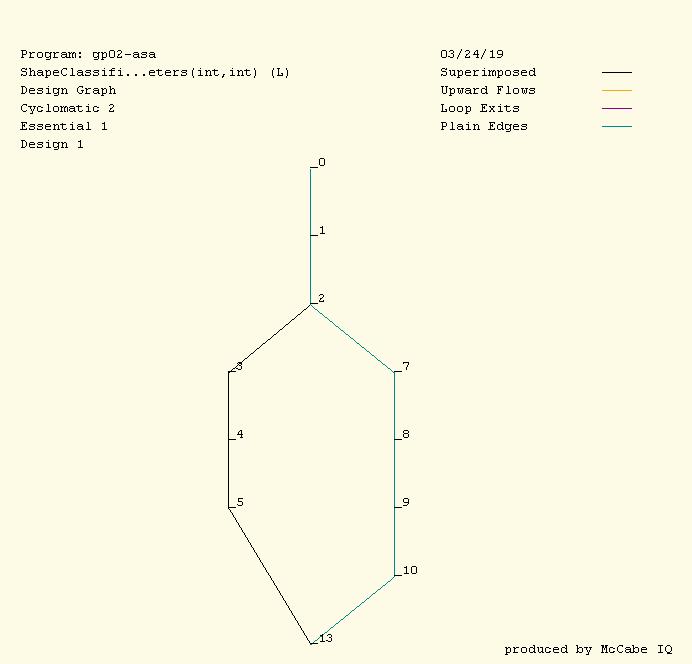 Program: gp02-asa
ShapeClassifi...eters(int,int) (L)
Design Graph
Cyclomatic 2
Essential 1
Design 1
03/24/19
Superimposed
Upward Flows
Loop Exits
Plain Edges
0
1
2
3 7
4 8
5 9
10
13
produced by McCabe IQ